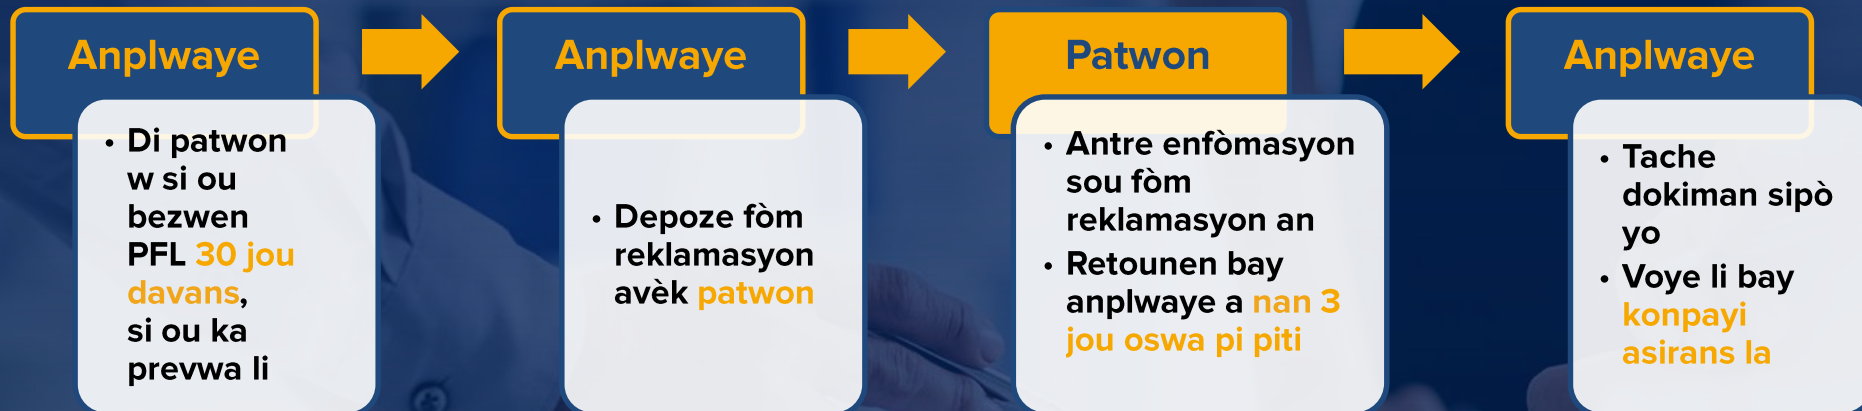 Anplwaye
• Di patwon
w si ou
bezwen
PFL 30 jou
davans,
si ou ka
prevwa li
Anplwaye
• Depoze fòm
reklamasyon
avèk patwon
Patwon
• Antre enfòmasyon
sou fòm
reklamasyon an
• Retounen bay
anplwaye a nan 3
jou oswa pi piti
Anplwaye
• Tache
dokiman sipò
yo
• Voye li bay
konpayi
asirans la